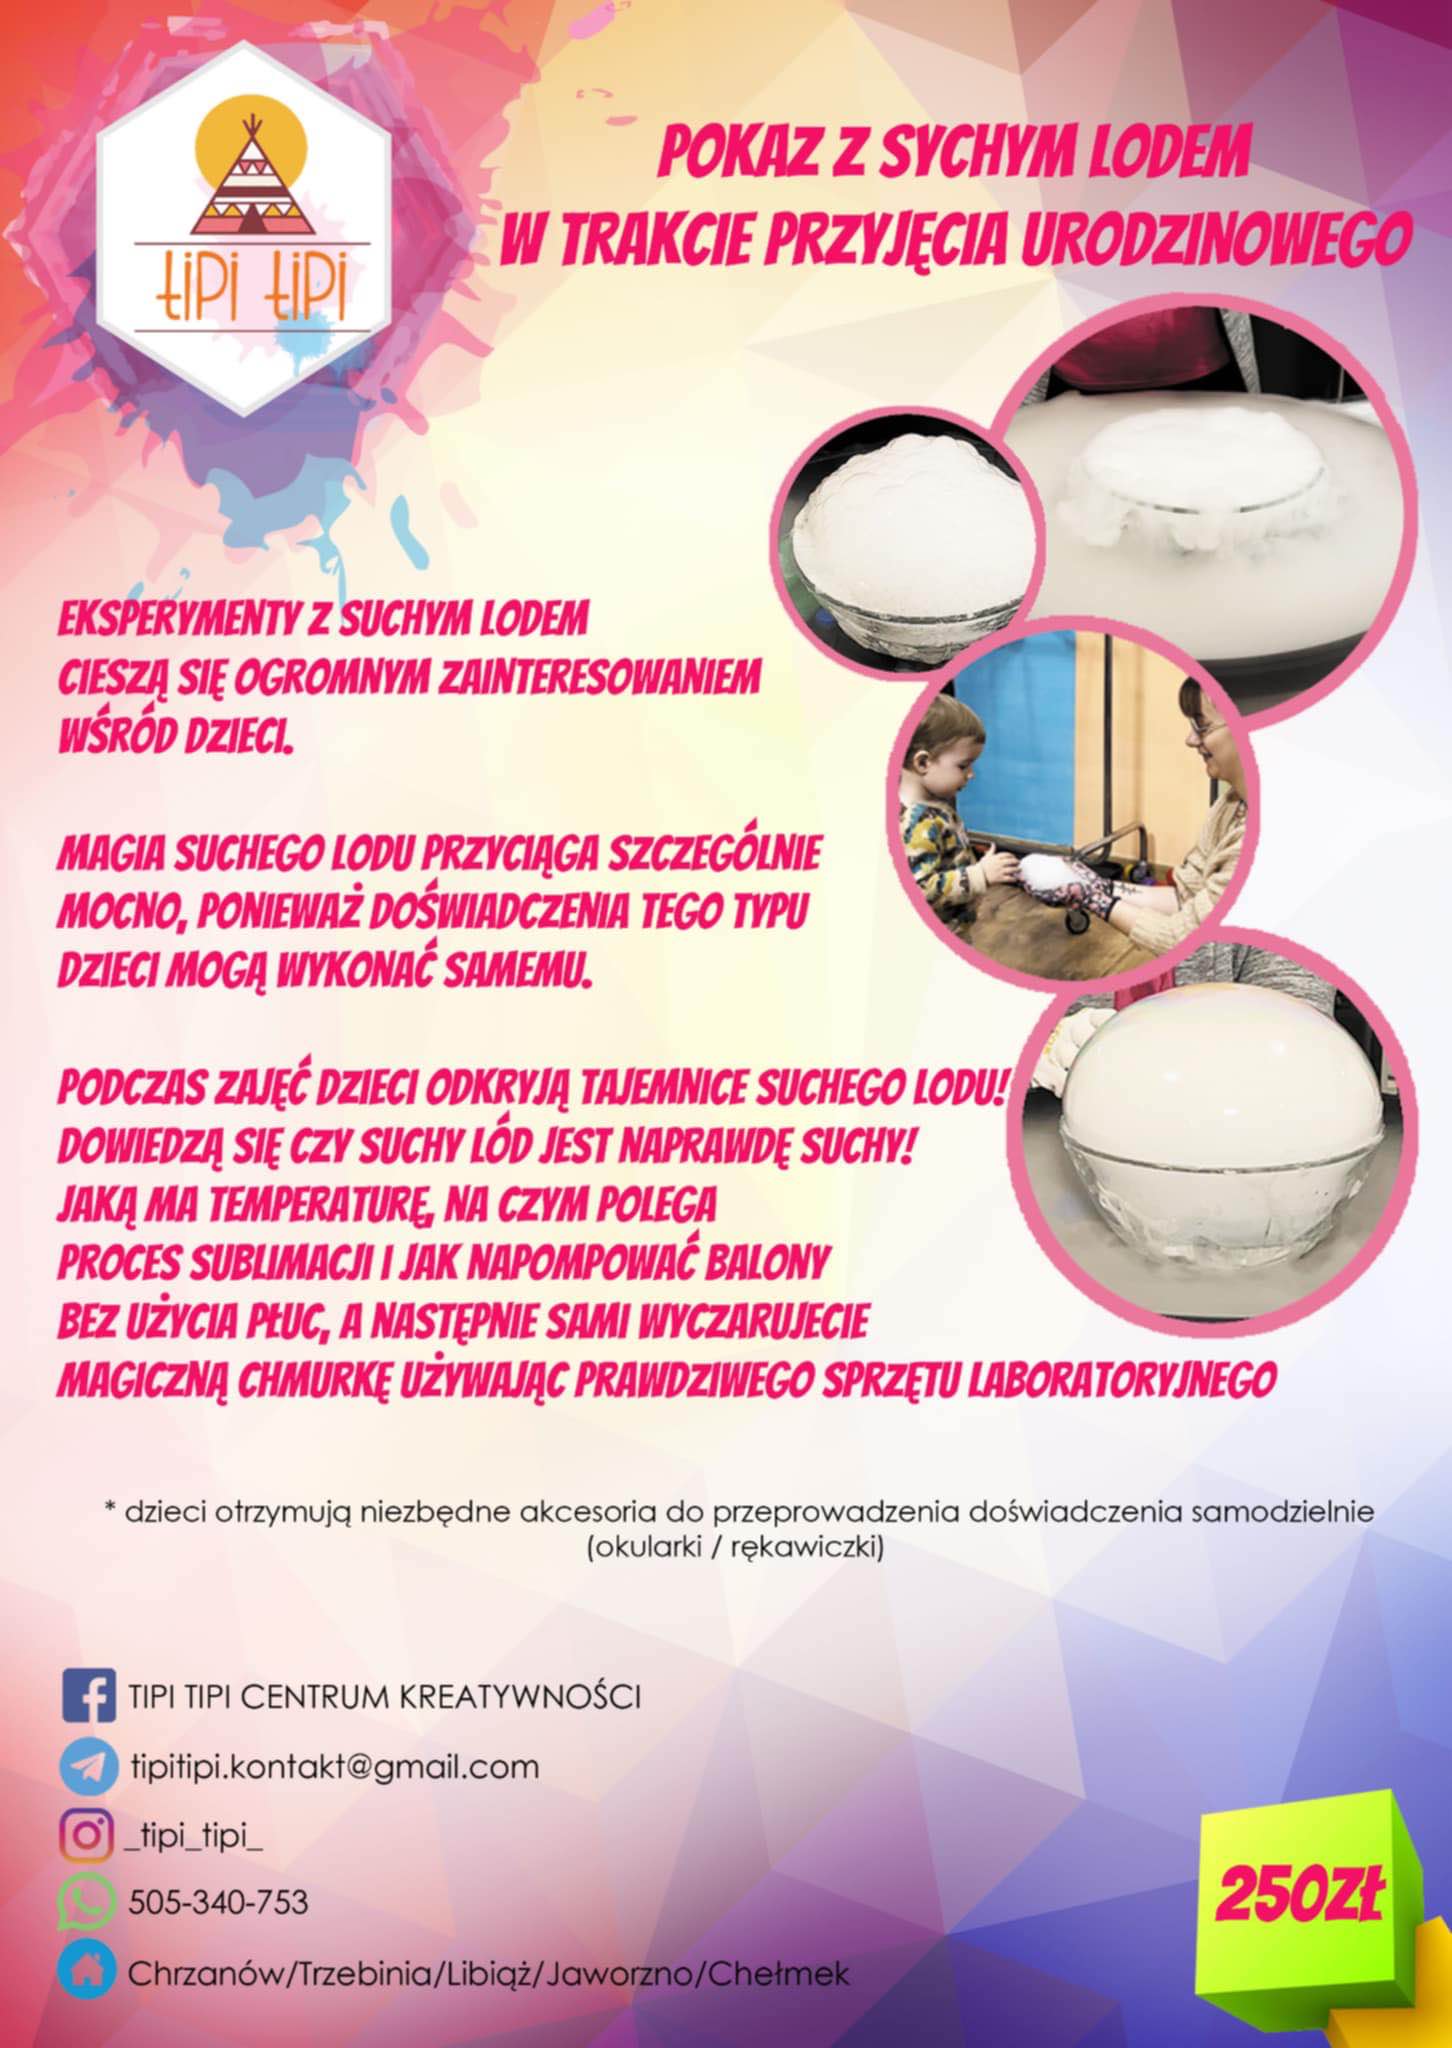 tipi tipi
POKAZ Z SYCHYM LODEM
W TRAKCIE PRZYJĘCIA URODZINOWEGO
EKSPERYMENTY Z SUCHYM LODEM
CIESZĄ SIĘ OGROMNYM ZAINTERESOWANIEM
WŚRÓD DZIECI.
MAGIA SUCHEGO LODU PRZYCIĄGA SZCZEGÓLNIE
MOCNO, PONIEWAŻ DOŚWIADCZENIA TEGO TYPU
DZIECI MOGĄ WYKONAĆ SAMEMU.
PODCZAS ZAJĘĆ DZIECI ODKRYJĄ TAJEMNICE SUCHEGO LODU!
DOWIEDZĄ SIĘ CZY SUCHY LÓD JEST NAPRAWDĘ SUCHY!
JAKĄ MA TEMPERATURĘ, NA CZYM POLEGA
PROCES SUBLIMACJI I JAK NAPOMPOWAĆ BALONY
BEZ UŻYCIA PŁUC, A NASTĘPNIE SAMI WYCZARUJECIE
MAGICZNĄ CHMURKĘ UŻYWAJĄC PRAWDZIWEGO SPRZĘTU LABORATORYJNEGO
* dzieci otrzymują niezbędne akcesoria do przeprowadzenia doświadczenia samodzielnie
(okularki / rękawiczki)
TIPI TIPI CENTRUM KREATYWNOŚCI
tipitipi.kontakt@gmail.com
_tipi_tipi_
505-340-753
Chrzanów/Trzebinia/Libiąż/Jaworzno/Chełmek
250ZŁ